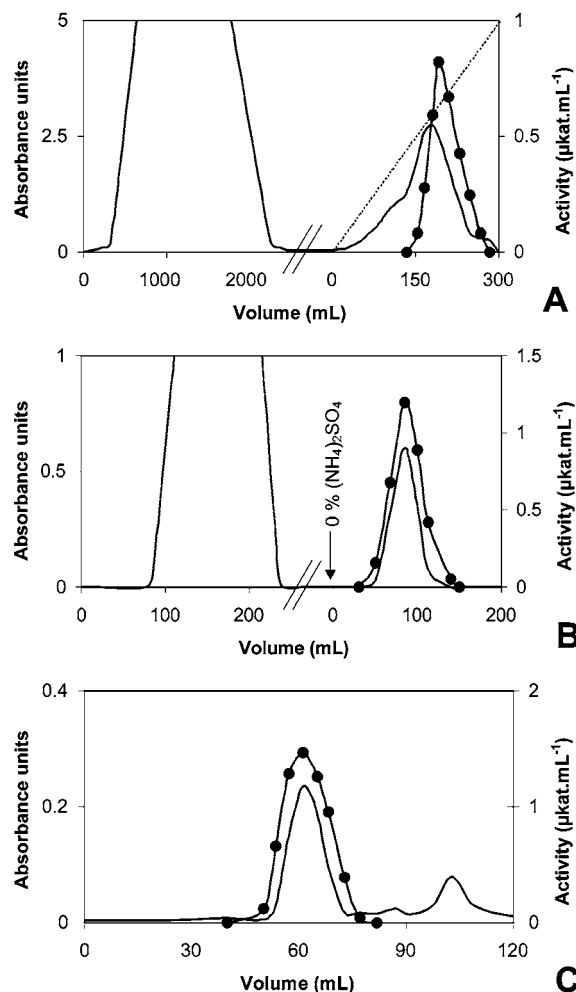 5 1
Absorbance units
2.5 0.5
Activity (µkat.mL⁻¹)
0 0
0 1000 2000 0 150 300
Volume (mL)
A
1 1.5
Absorbance units
1
0.5
0 % (NH₄)₂SO₄
0.5
Activity (µkat.mL⁻¹)
0 0
0 100 200 0 100 200
Volume (mL)
B
0.4 2
Absorbance units
0.2 1
Activity (µkat.mL⁻¹)
0 0
0 30 60 90 120
Volume (mL)
C